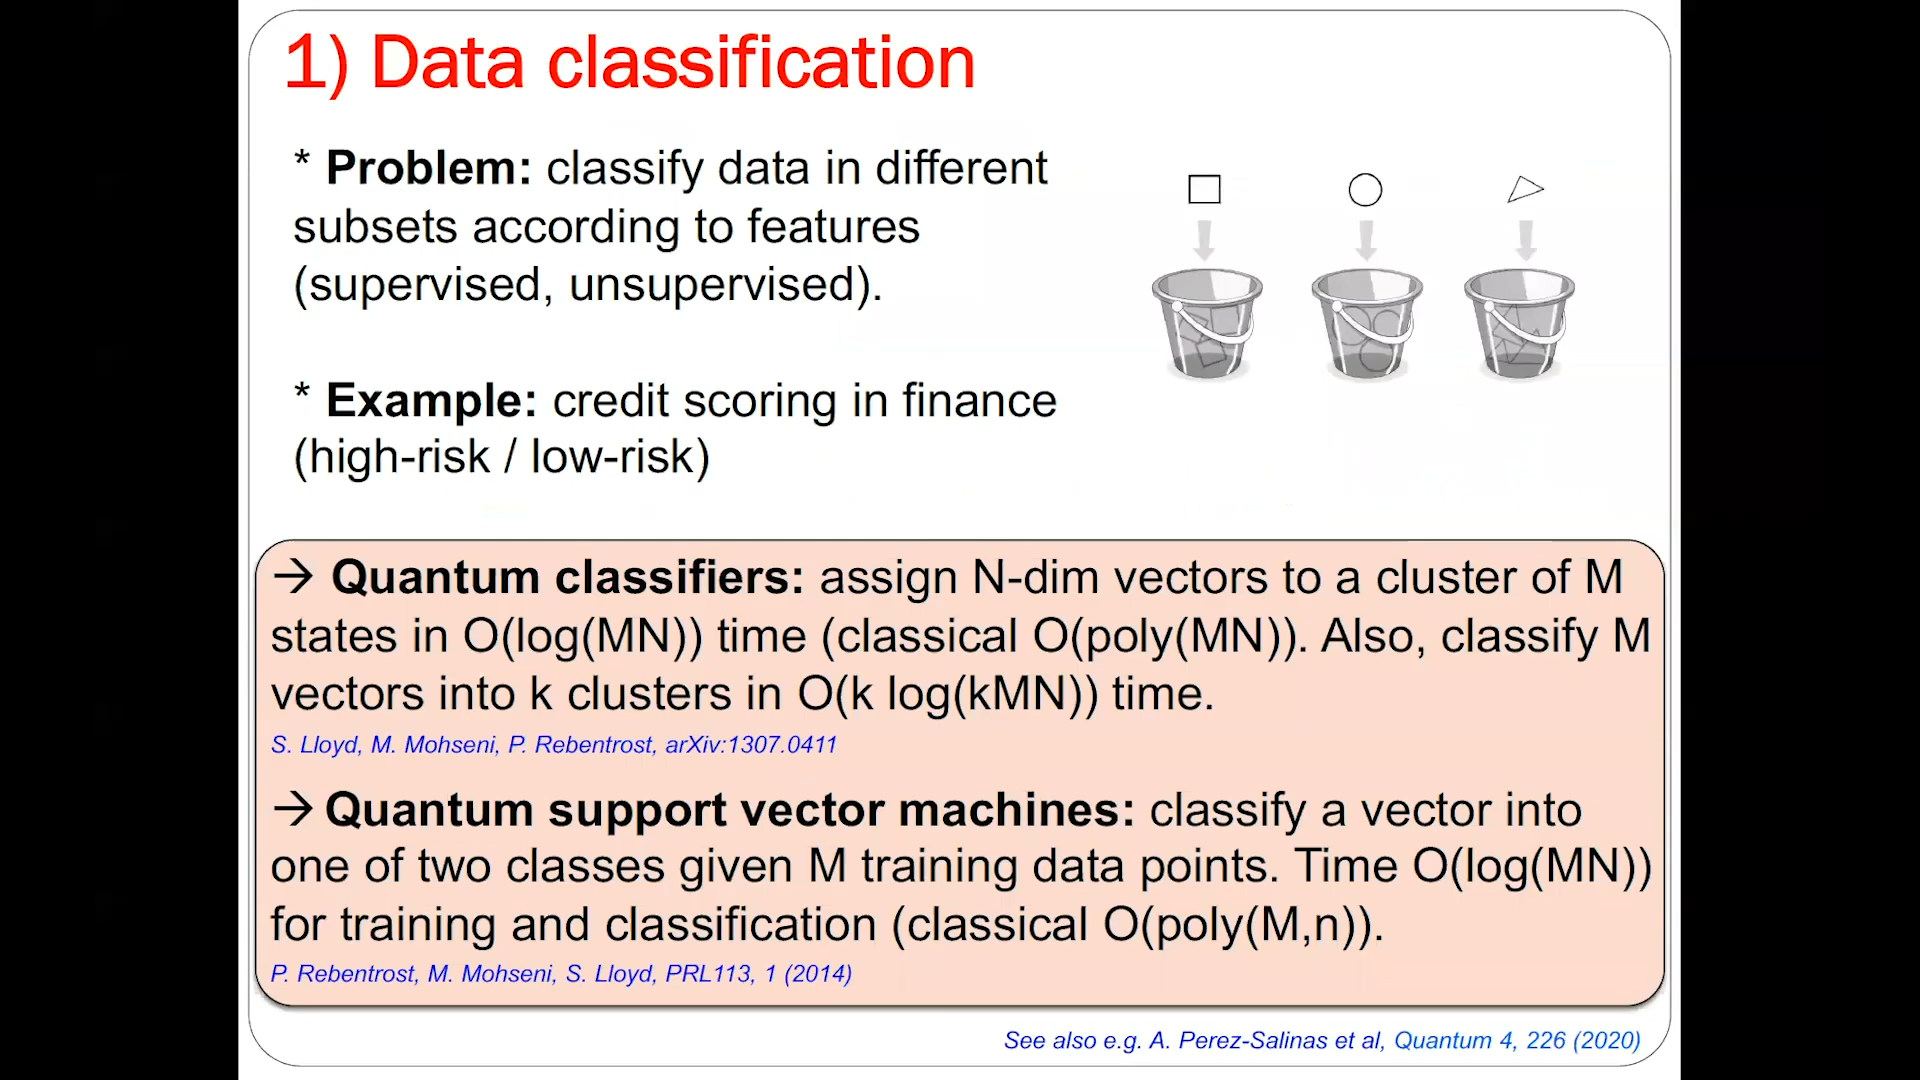 1) Data classification
* Problem: classify data in different
subsets according to features
(supervised, unsupervised).
* Example: credit scoring in finance
(high-risk / low-risk)
→ Quantum classifiers: assign N-dim vectors to a cluster of M
states in O(log(MN)) time (classical O(poly(MN)). Also, classify M
vectors into k clusters in O(k log(kMN)) time.
S. Lloyd, M. Mohseni, P. Rebentrost, arXiv:1307.0411
→ Quantum support vector machines: classify a vector into
one of two classes given M training data points. Time O(log(MN))
for training and classification (classical O(poly(M,n)).
P. Rebentrost, M. Mohseni, S. Lloyd, PRL113, 1 (2014)
See also e.g. A. Perez-Salinas et al, Quantum 4, 226 (2020)